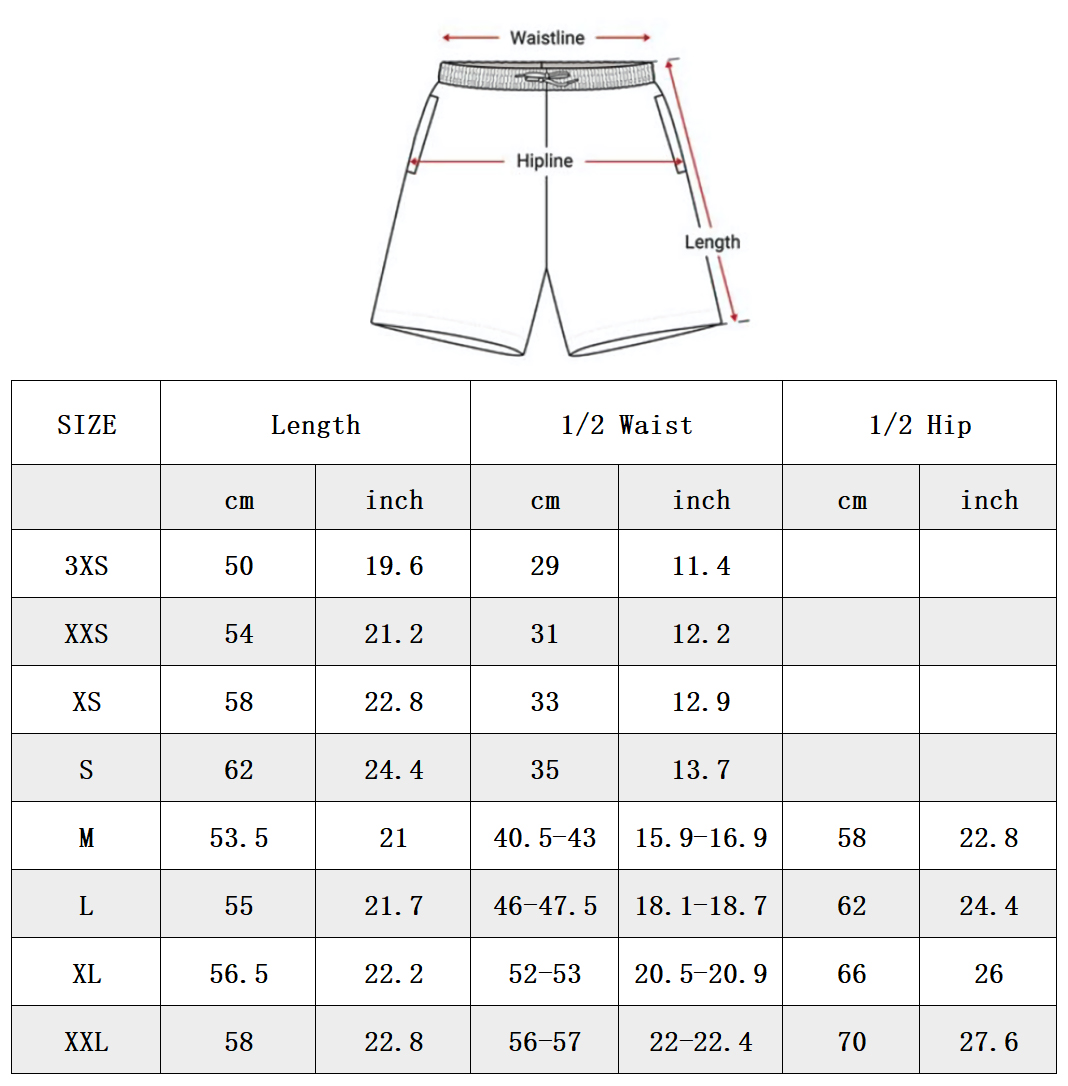 Waistline
Hipline
Length
SIZE Length 1/2 Waist 1/2 Hip
cm inch cm inch cm inch
3XS 50 19.6 29 11.4
XXS 54 21.2 31 12.2
XS 58 22.8 33 12.9
S 62 24.4 35 13.7
M 53.5 21 40.5-43 15.9-16.9 58 22.8
L 55 21.7 46-47.5 18.1-18.7 62 24.4
XL 56.5 22.2 52-53 20.5-20.9 66 26
XXL 58 22.8 56-57 22-22.4 70 27.6